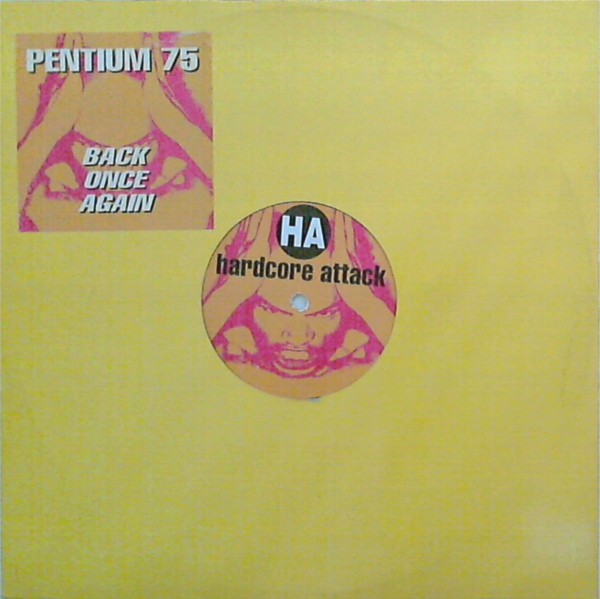 PENTIUM 75
BACK
ONCE
AGAIN
HA
hardcore attack